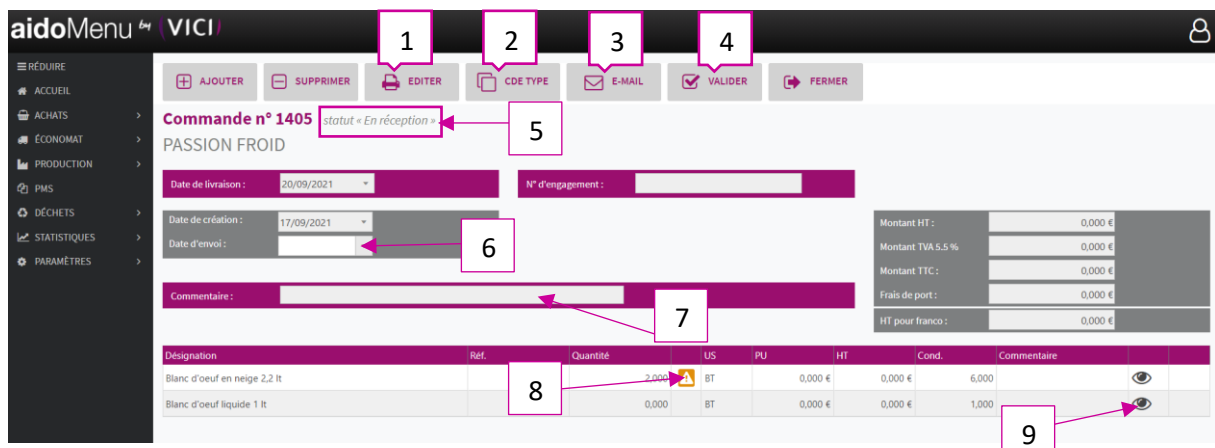 aidoMenu by (VICI)
1 2 3 4
RÉDUIRE
ACCUEIL
ACHATS
ÉCONOMAT
PRODUCTION
PMS
DÉCHETS
STATISTIQUES
PARAMÈTRES
AJOUTER SUPPRIMER EDITER CDE TYPE E-MAIL VALIDER FERMER
Commande n° 1405 statut « En réception » 5
PASSION FROID
Date de livraison : 20/09/2021 N° d'engagement :
Date de création : 17/09/2021
Date d'envoi : 6
Montant HT : 0,000 €
Montant TVA 5.5 % 0,000 €
Montant TTC : 0,000 €
Frais de port : 0,000 €
HT pour franco : 0,000 €
Commentaire : 7
Désignation Réf. Quantité US PU HT Cond. Commentaire
Blanc d'oeuf en neige 2,2 lt 2,000 BT 0,000 € 0,000 € 6,000
8
Blanc d'oeuf liquide 1 lt 0,000 BT 0,000 € 0,000 € 1,000
9